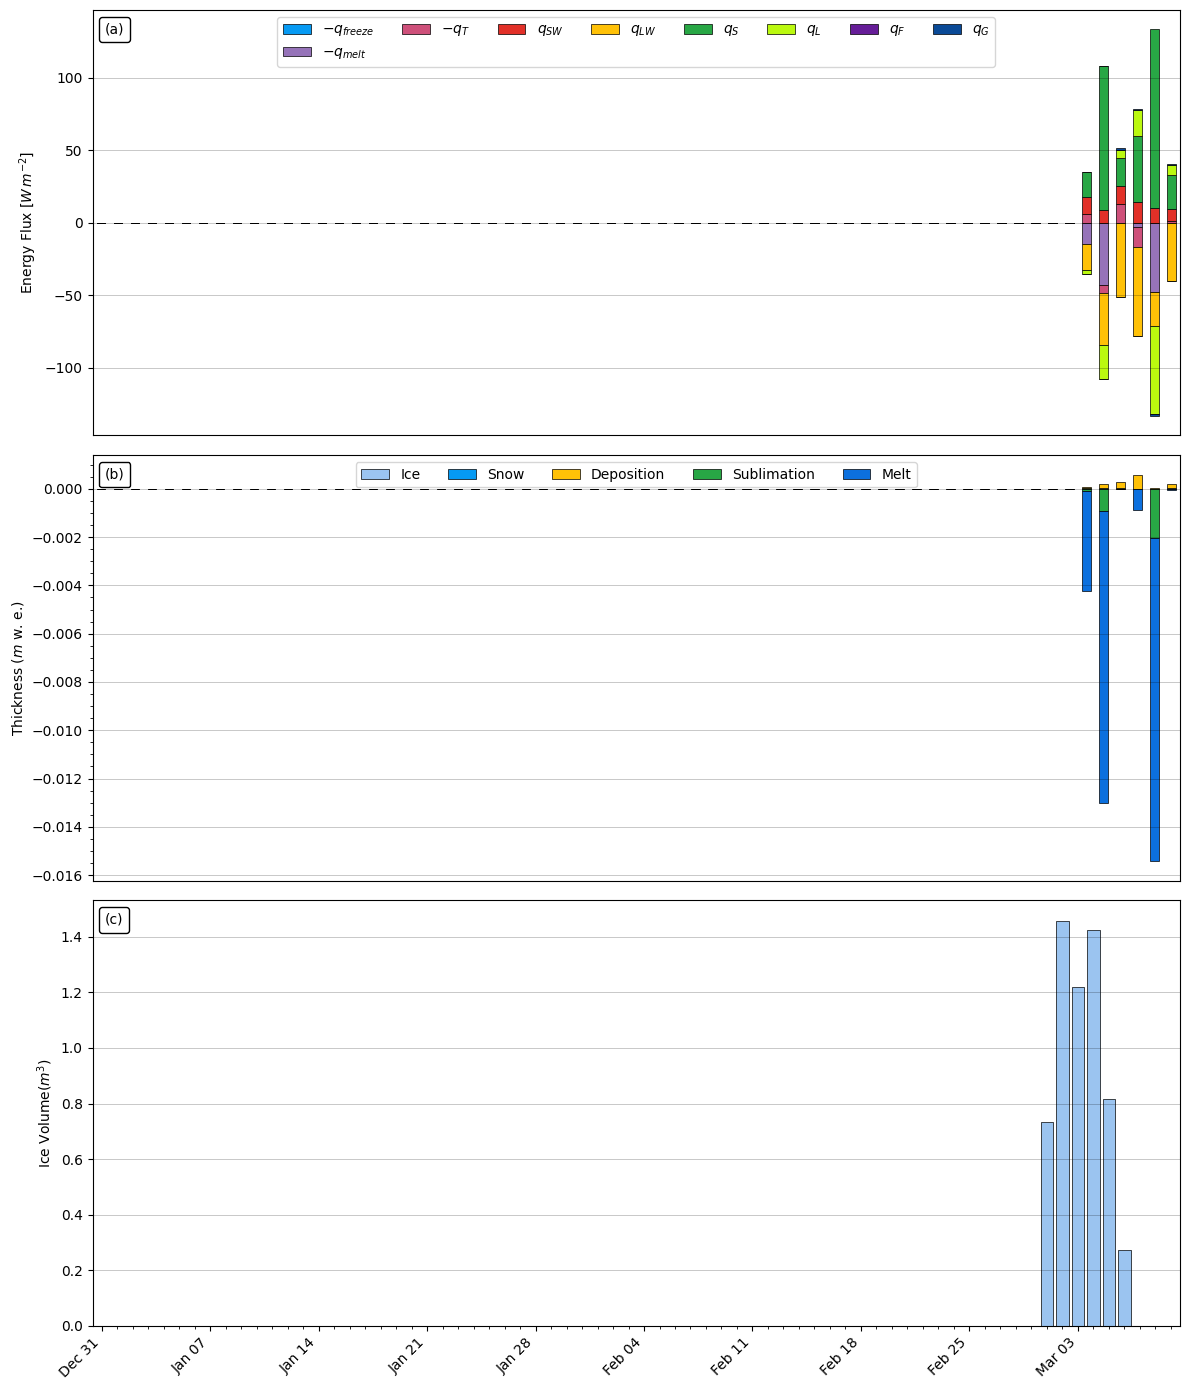 (a)
−q_freeze −q_T q_SW q_LW q_S q_L q_F q_G
−q_melt
100
50
0
−50
−100
Energy Flux [W m⁻²]
(b)
Ice Snow Deposition Sublimation Melt
0.000
−0.002
−0.004
−0.006
−0.008
−0.010
−0.012
−0.014
−0.016
Thickness (m w. e.)
(c)
1.4
1.2
1.0
0.8
0.6
0.4
0.2
0.0
Ice Volume(m³)
Dec 31 Jan 07 Jan 14 Jan 21 Jan 28 Feb 04 Feb 11 Feb 18 Feb 25 Mar 03